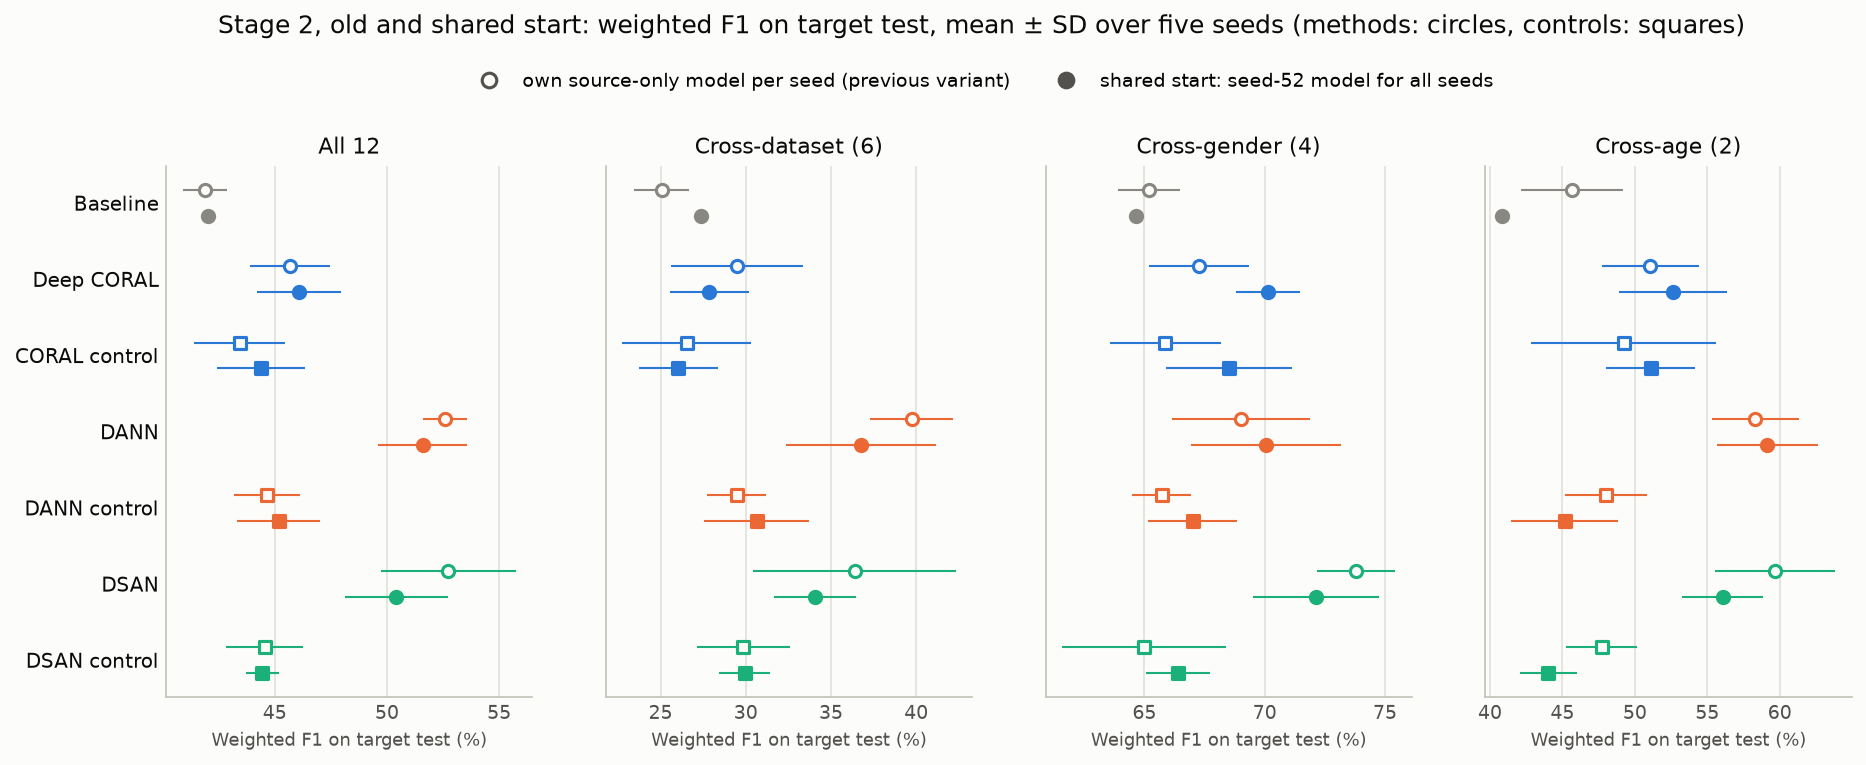 Stage 2, old and shared start: weighted F1 on target test, mean ± SD over five seeds (methods: circles, controls: squares)
own source-only model per seed (previous variant)
shared start: seed-52 model for all seeds
All 12
Cross-dataset (6)
Cross-gender (4)
Cross-age (2)
Baseline
Deep CORAL
CORAL control
DANN
DANN control
DSAN
DSAN control
45 50 55
25 30 35 40
65 70 75
40 45 50 55 60
Weighted F1 on target test (%)
Weighted F1 on target test (%)
Weighted F1 on target test (%)
Weighted F1 on target test (%)